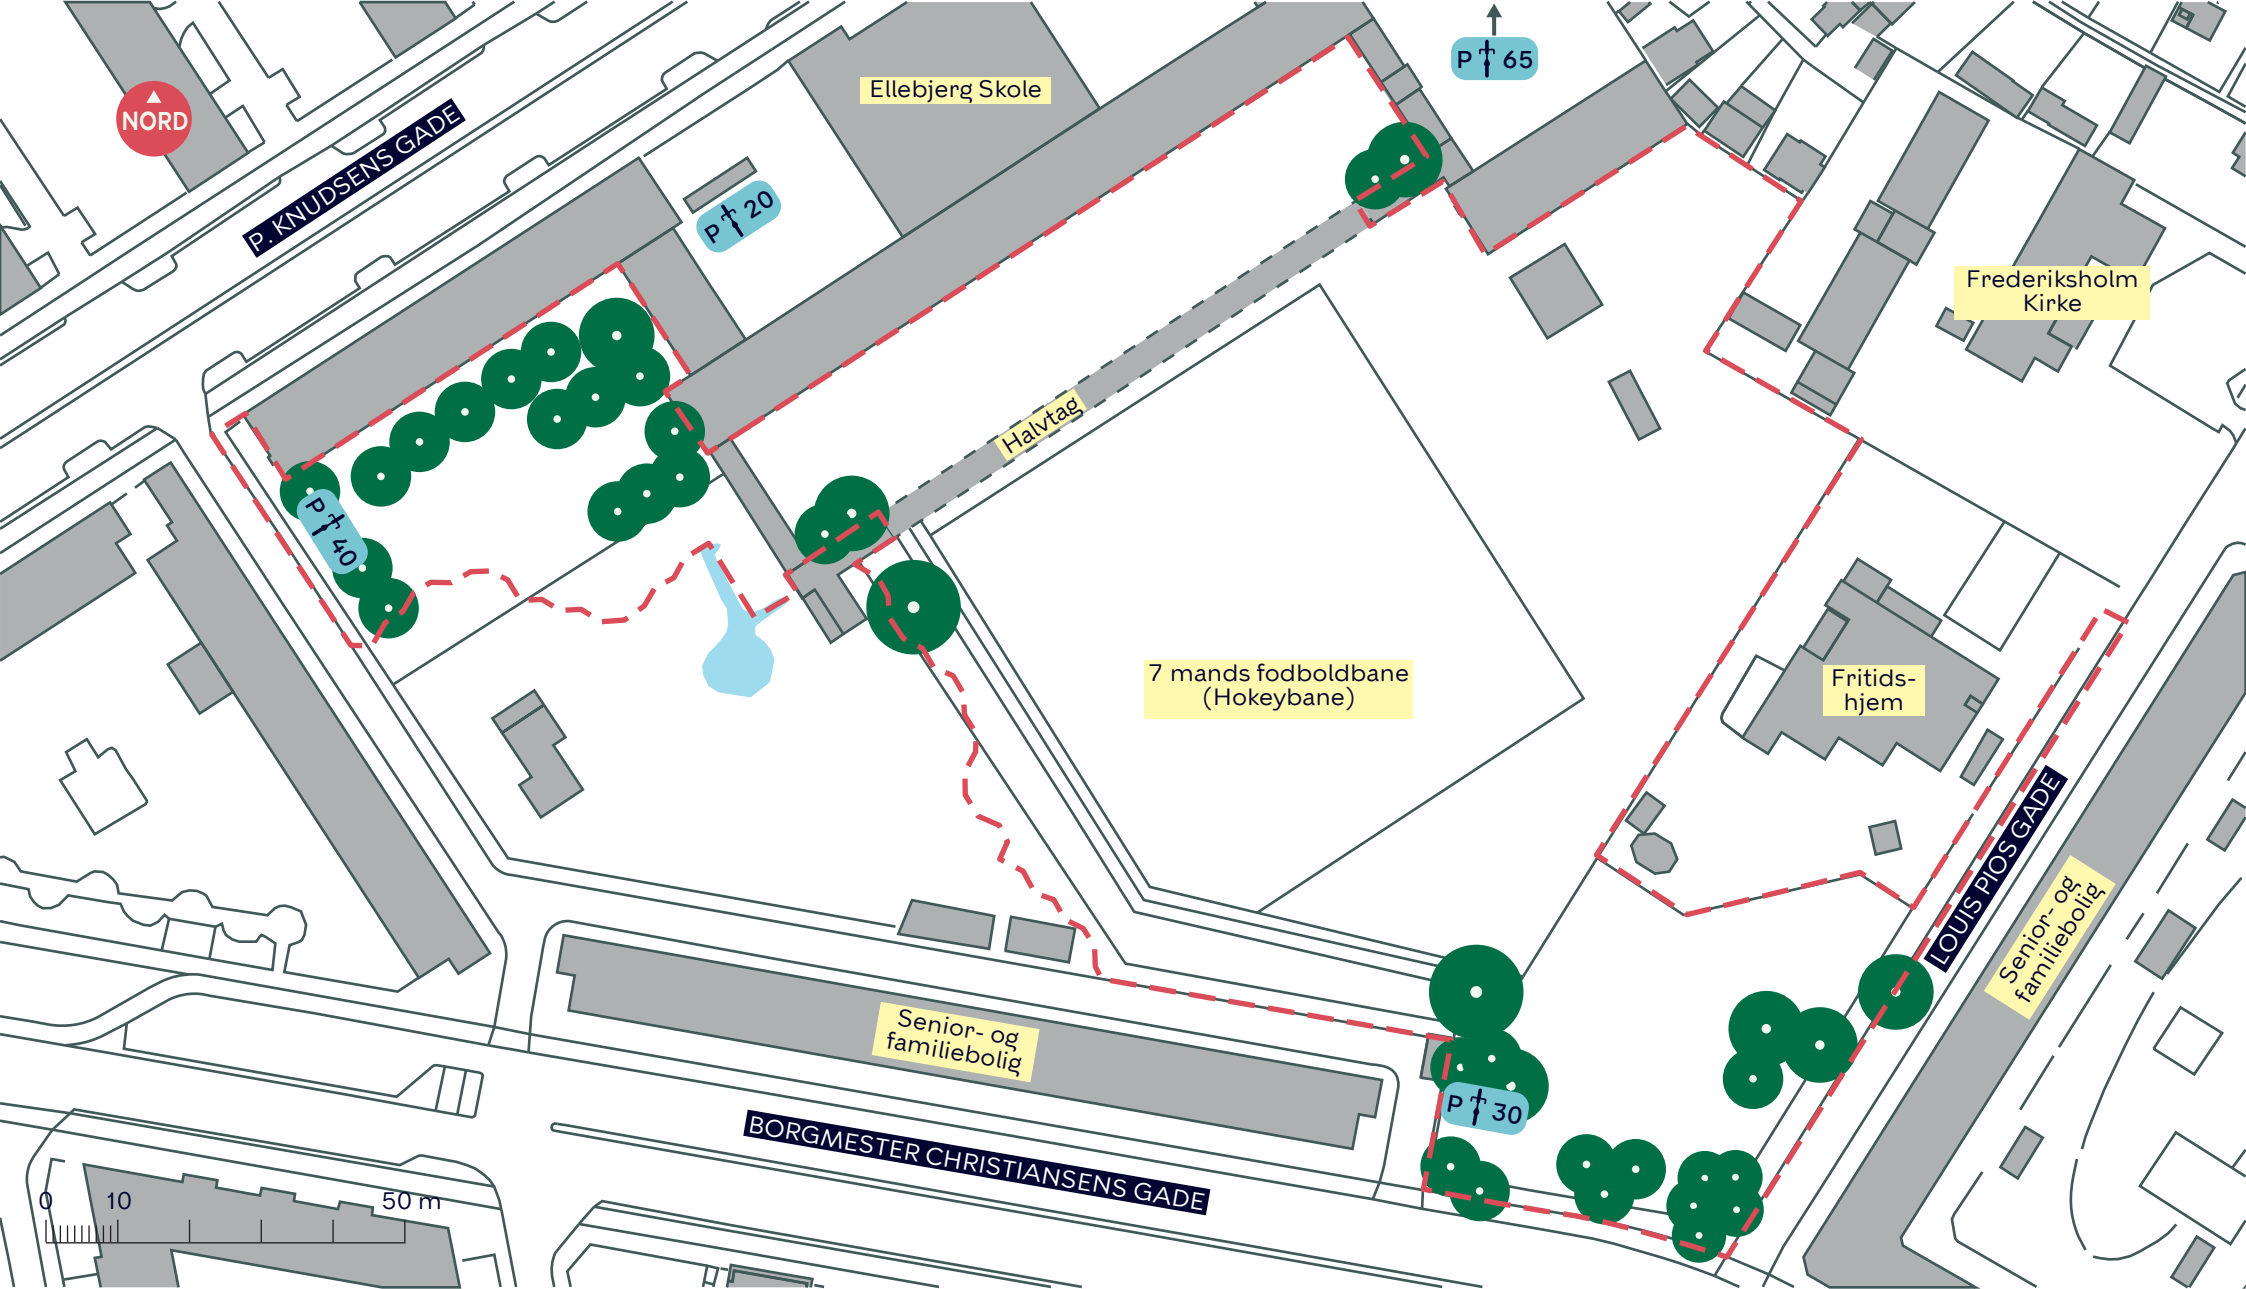 P 65
Ellebjerg Skole
NORD
P. KNUDSENS GADE
P 20
Frederiksholm
Kirke
Halvtag
P 40
7 mands fodboldbane
(Hokeybane)
Fritids-
hjem
LOUIS PIOS GADE
Senior- og
familiebolig
Senior- og
familiebolig
P 30
BORGMESTER CHRISTIANSENS GADE
0 10 50 m